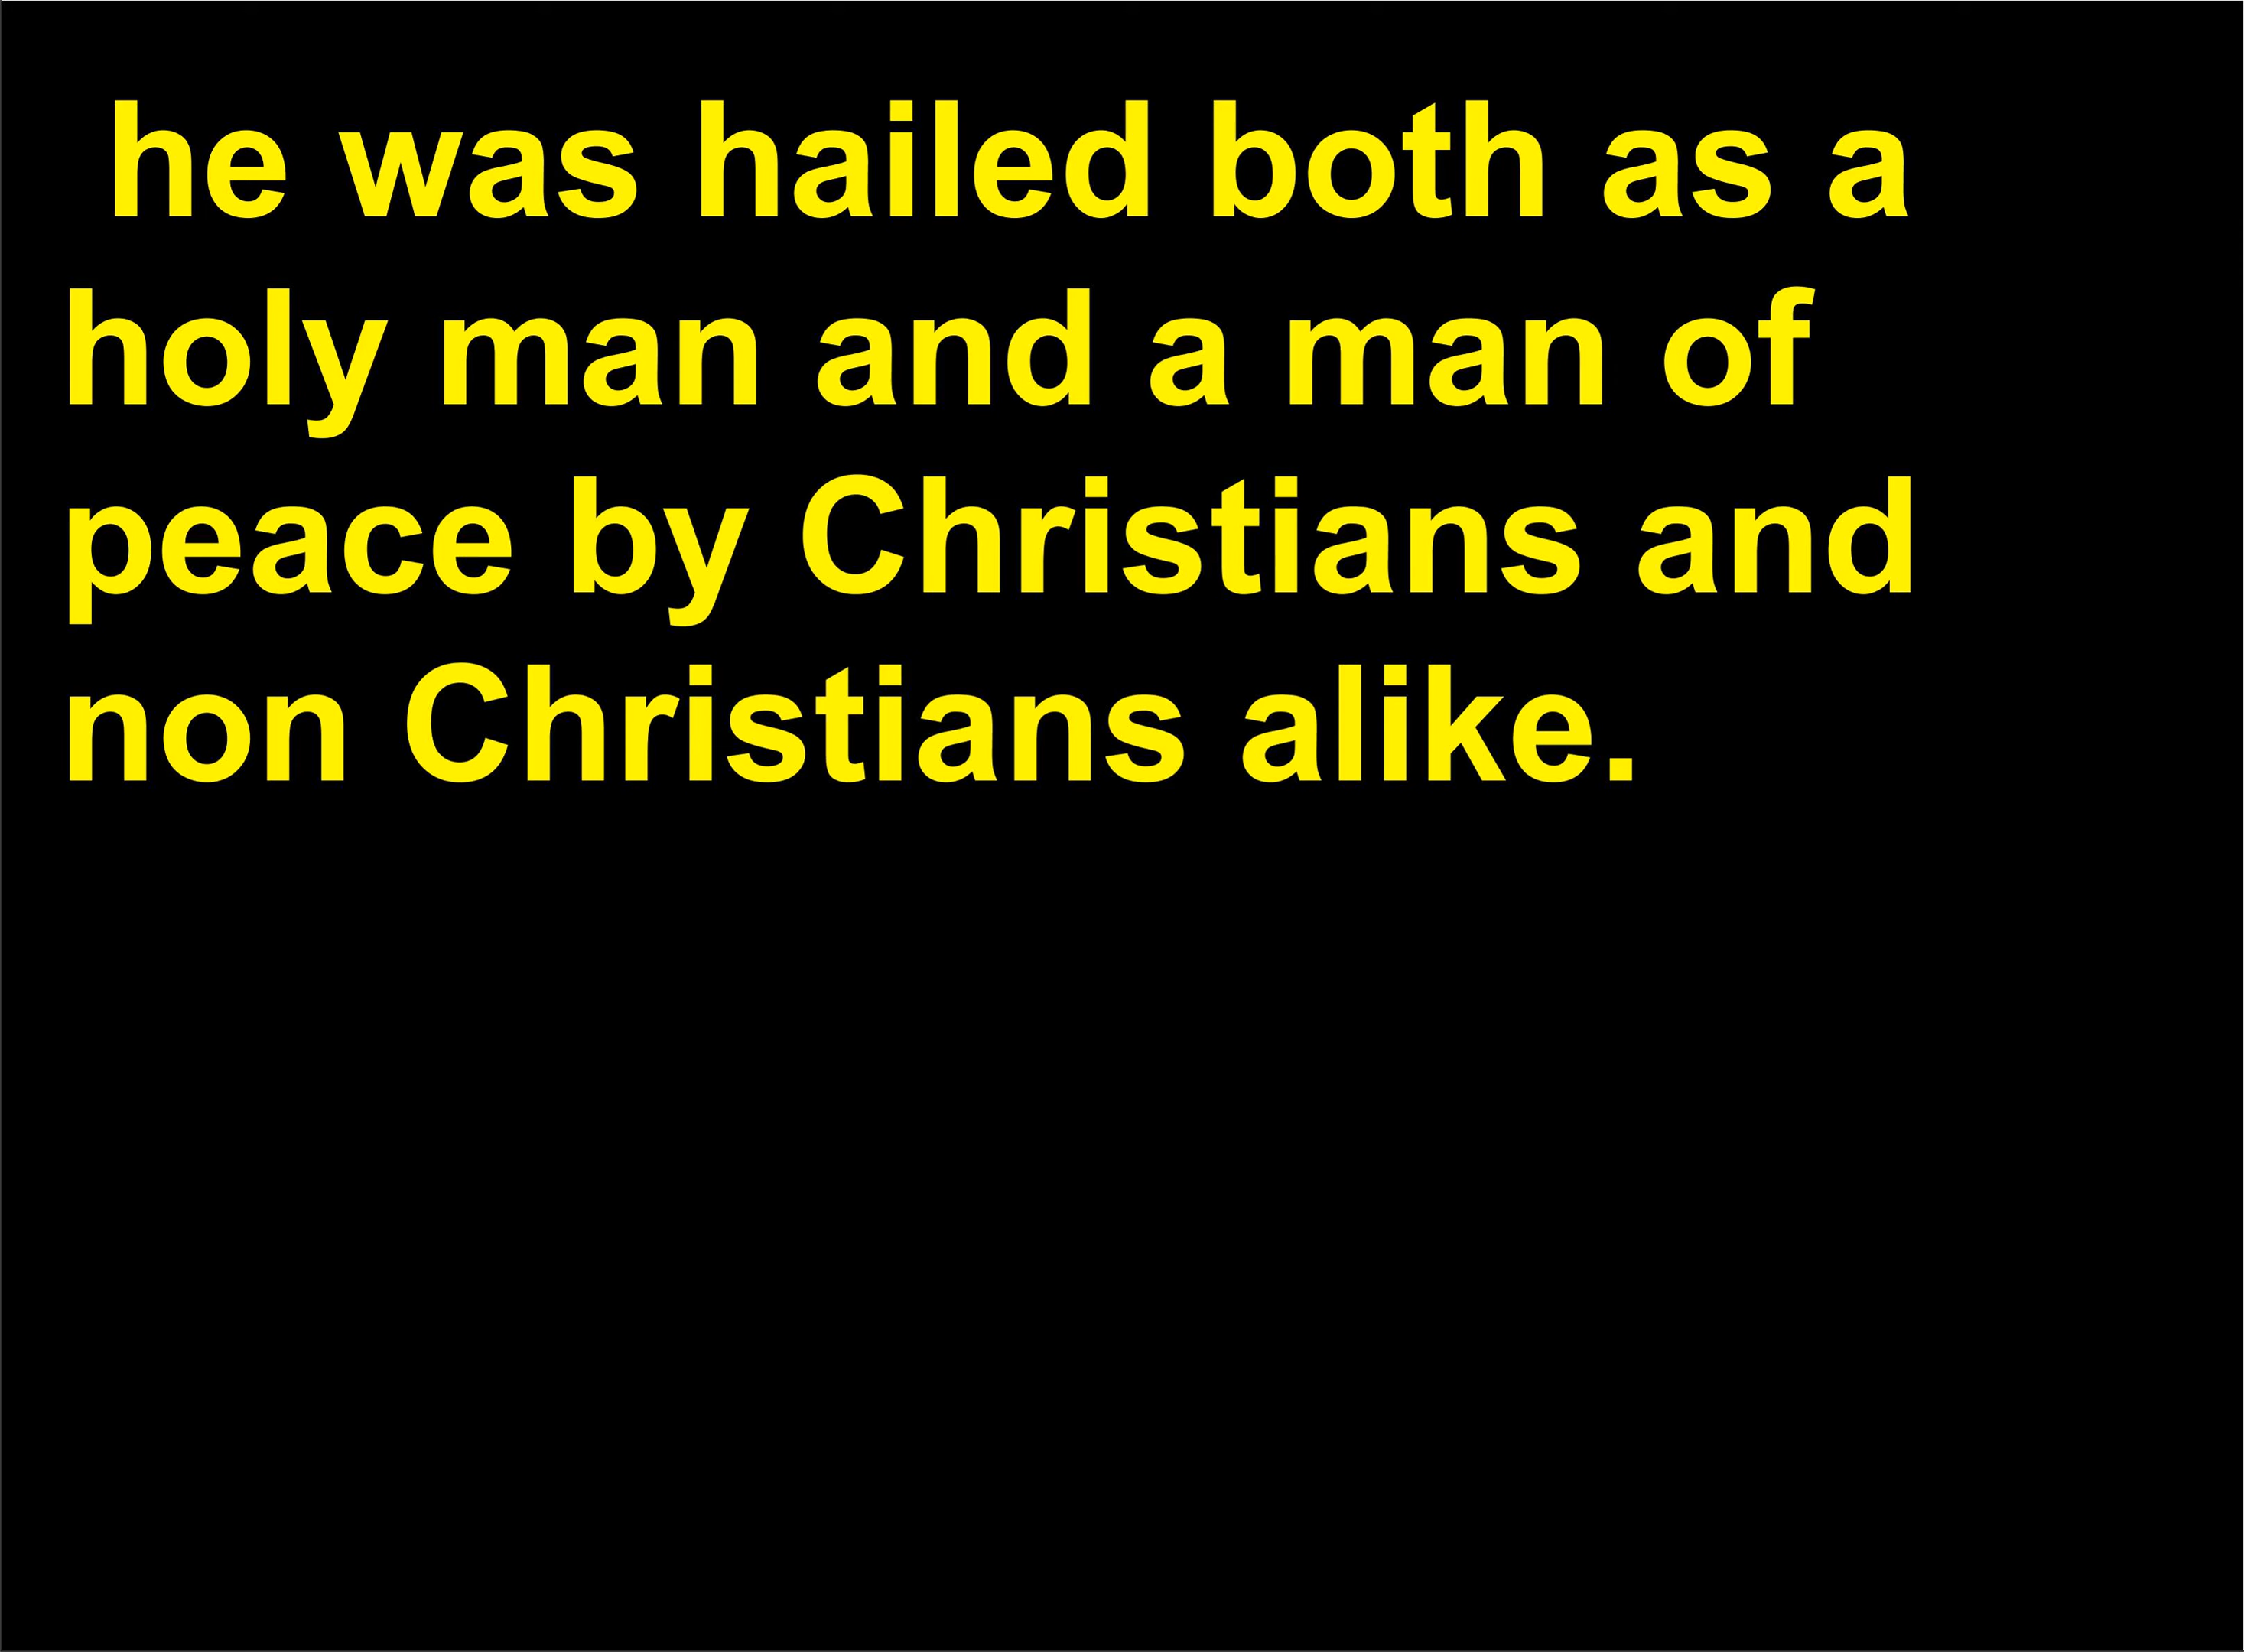 he was hailed both as a
holy man and a man of
peace by Christians and
non Christians alike.